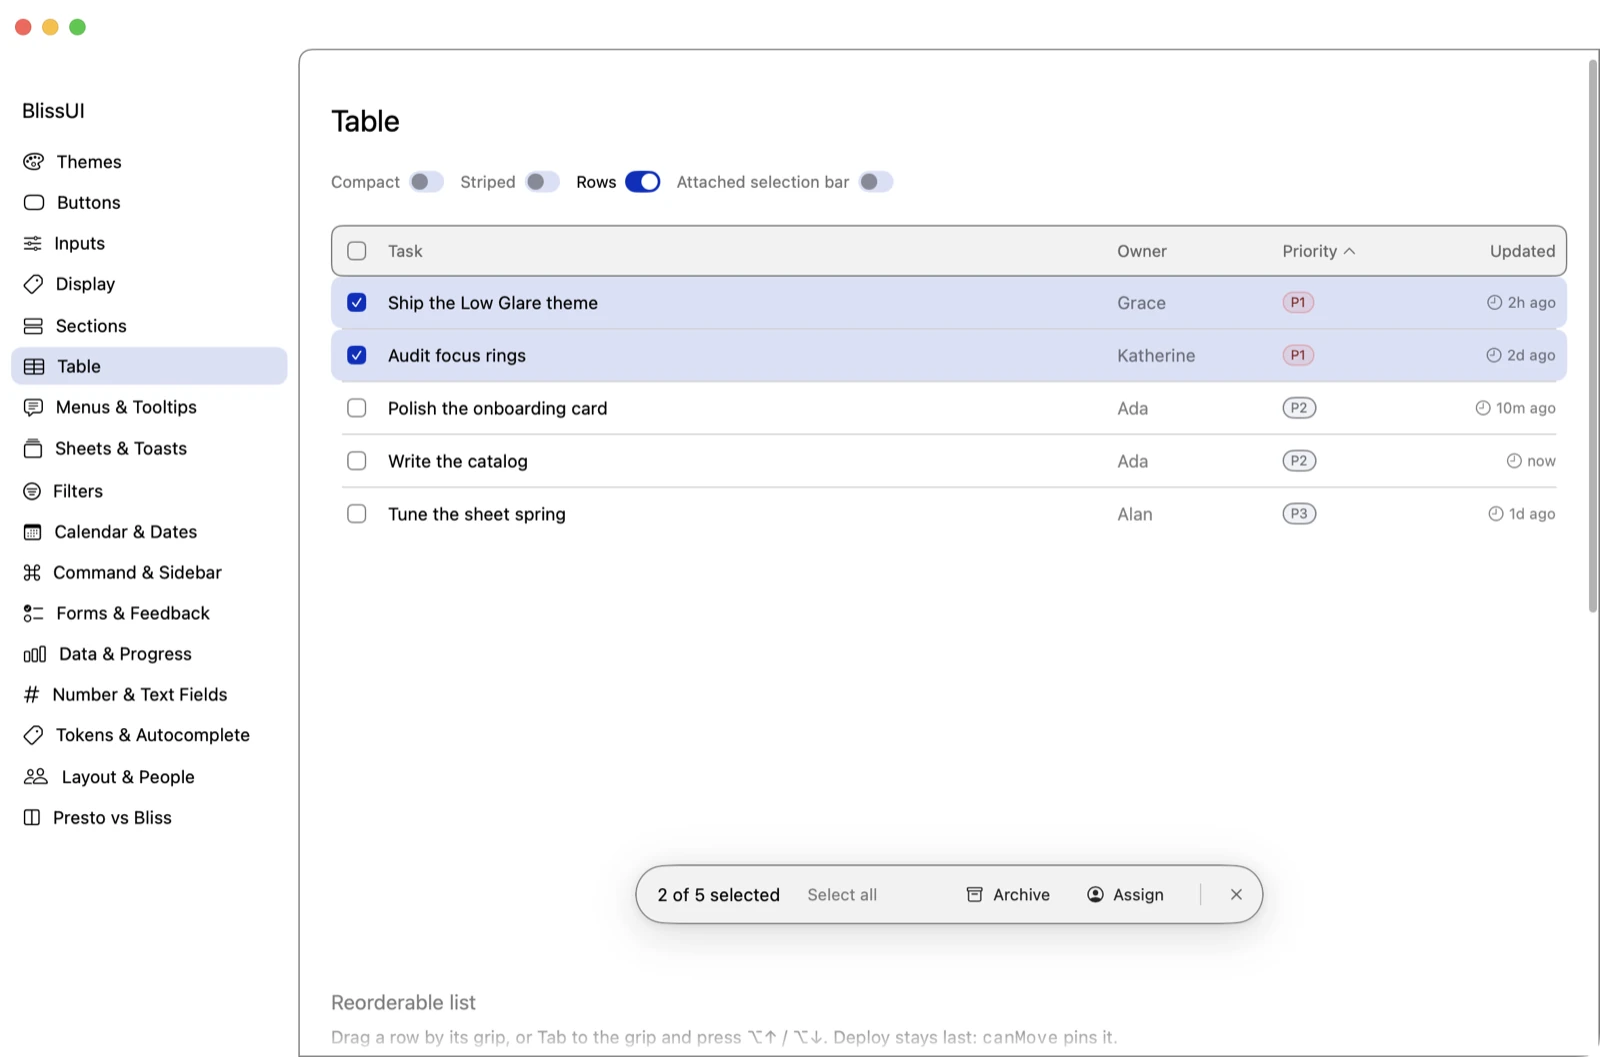 BlissUI
Themes
Buttons
Inputs
Display
Sections
Table
Menus & Tooltips
Sheets & Toasts
Filters
Calendar & Dates
Command & Sidebar
Forms & Feedback
Data & Progress
Number & Text Fields
Tokens & Autocomplete
Layout & People
Presto vs Bliss
Table
Compact Striped Rows Attached selection bar
Task Owner Priority Updated
Ship the Low Glare theme Grace P1 2h ago
Audit focus rings Katherine P1 2d ago
Polish the onboarding card Ada P2 10m ago
Write the catalog Ada P2 now
Tune the sheet spring Alan P3 1d ago
2 of 5 selected Select all Archive Assign
Reorderable list
Drag a row by its grip, or Tab to the grip and press ⌥↑ / ⌥↓. Deploy stays last: canMove pins it.